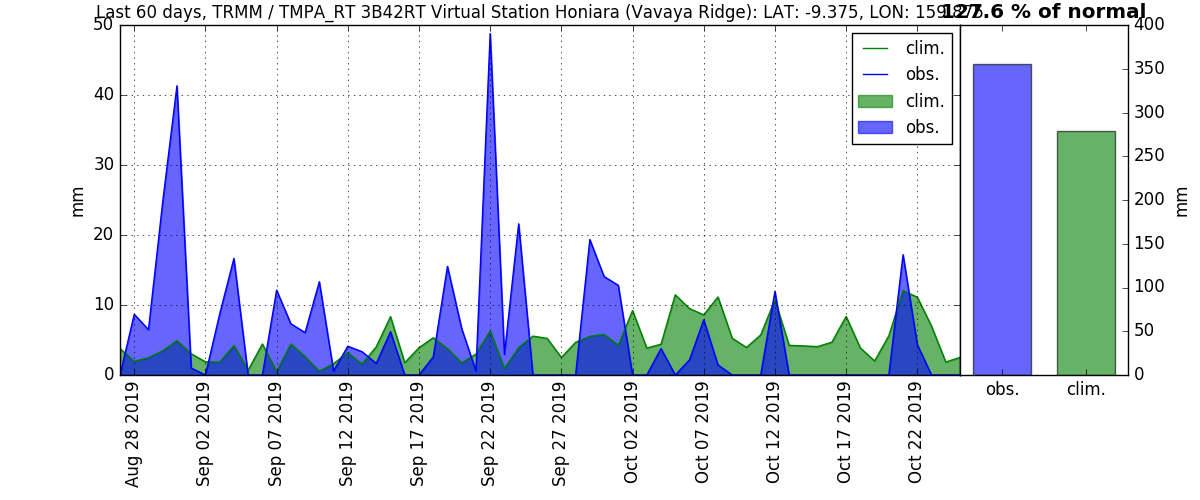 Last 60 days, TRMM / TMPA_RT 3B42RT Virtual Station Honiara (Vavaya Ridge): LAT: -9.375, LON:
127.6 % of normal
clim.
obs.
clim.
obs.
mm
50
40
30
20
10
0
Aug 28 2019
Sep 02 2019
Sep 07 2019
Sep 12 2019
Sep 17 2019
Sep 22 2019
Sep 27 2019
Oct 02 2019
Oct 07 2019
Oct 12 2019
Oct 17 2019
Oct 22 2019
400
350
300
250
200
150
100
50
0
mm
obs.
clim.